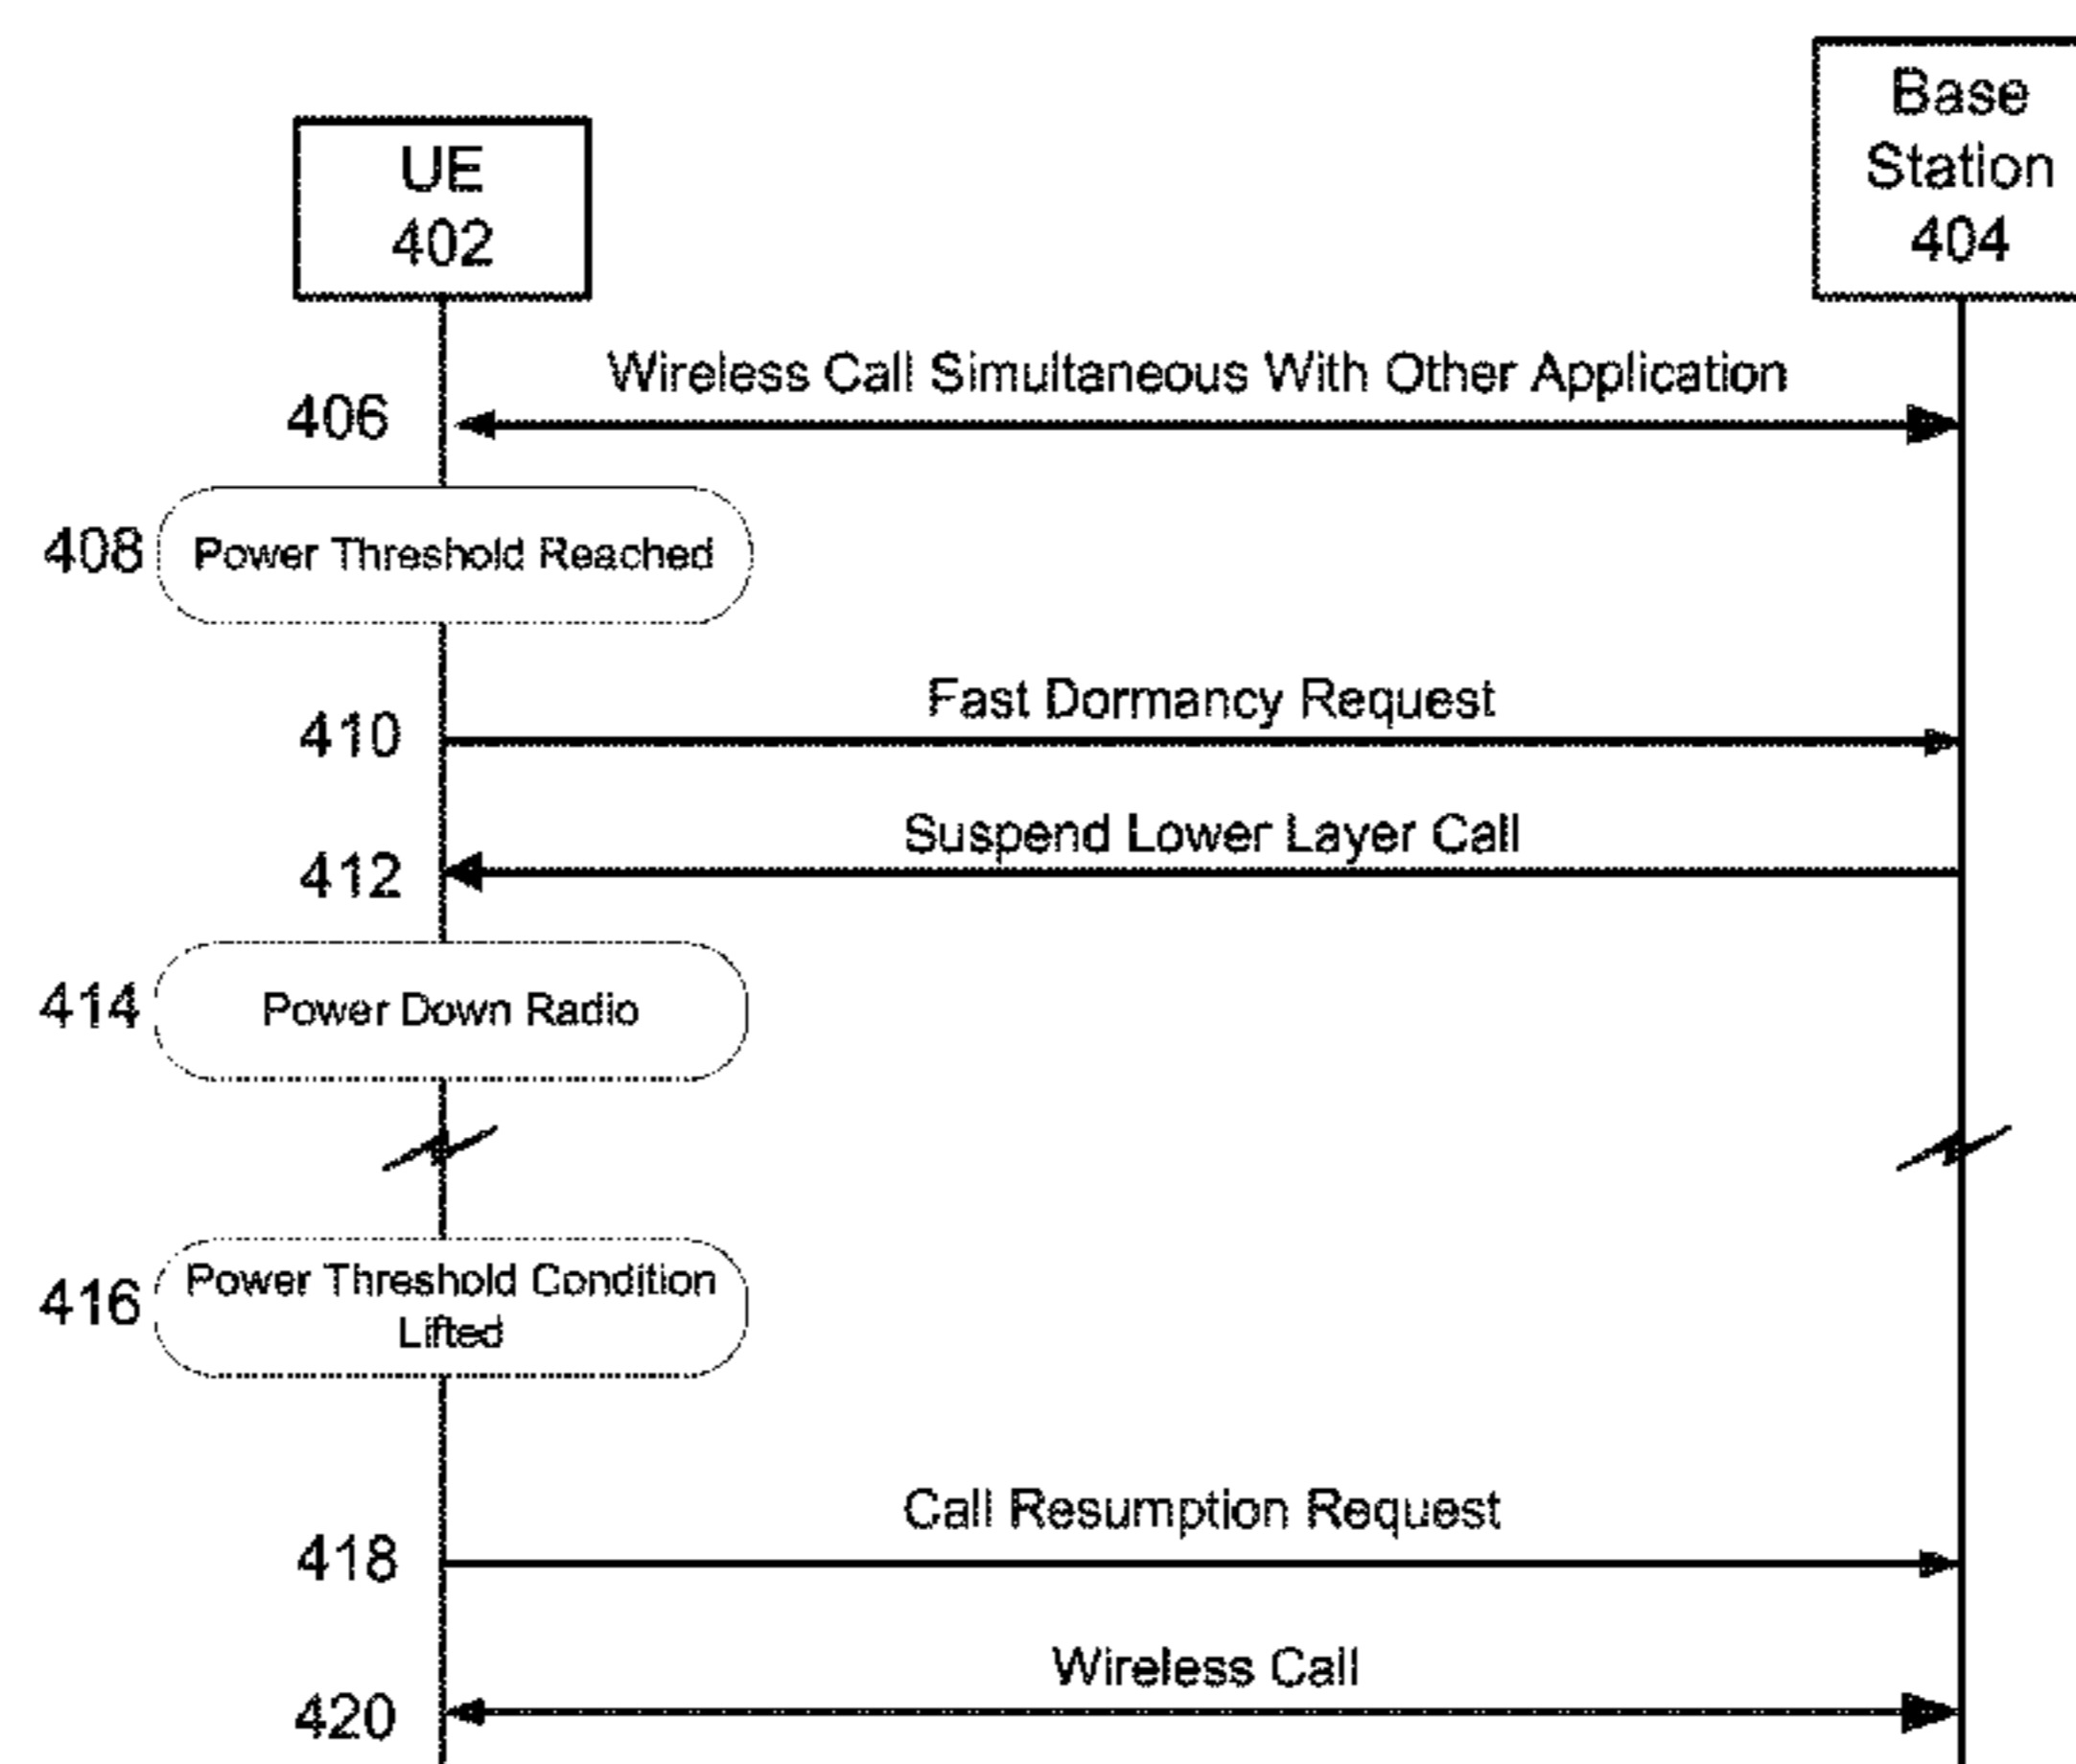 Base
Station
404
UE
402
Wireless Call Simultaneous With Other Application
406
408
Power Threshold Reached
Fast Dormancy Request
410
Suspend Lower Layer Call
412
414
Power Down Radio
416
Power Threshold Condition
Lifted
Call Resumption Request
418
Wireless Call
420